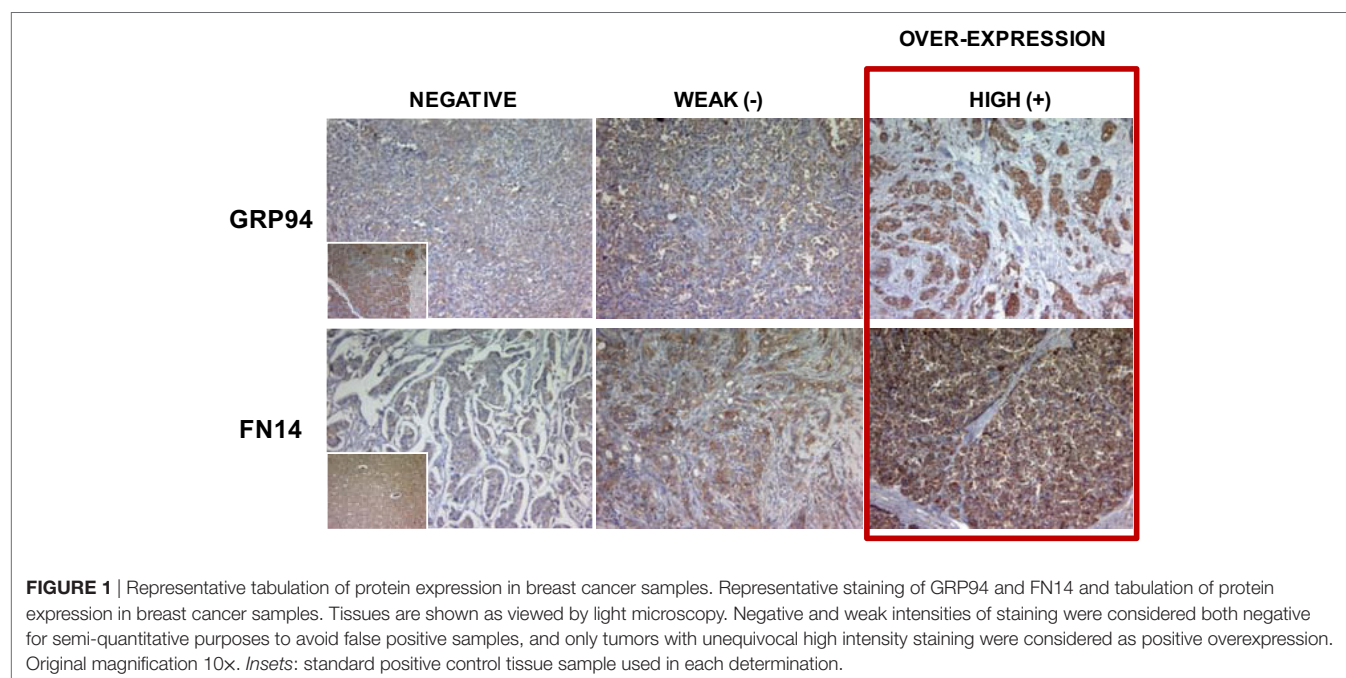 OVER-EXPRESSION
NEGATIVE WEAK (-) HIGH (+)
GRP94
FN14
FIGURE 1 | Representative tabulation of protein expression in breast cancer samples. Representative staining of GRP94 and FN14 and tabulation of protein
expression in breast cancer samples. Tissues are shown as viewed by light microscopy. Negative and weak intensities of staining were considered both negative
for semi-quantitative purposes to avoid false positive samples, and only tumors with unequivocal high intensity staining were considered as positive overexpression.
Original magnification 10×. Insets: standard positive control tissue sample used in each determination.